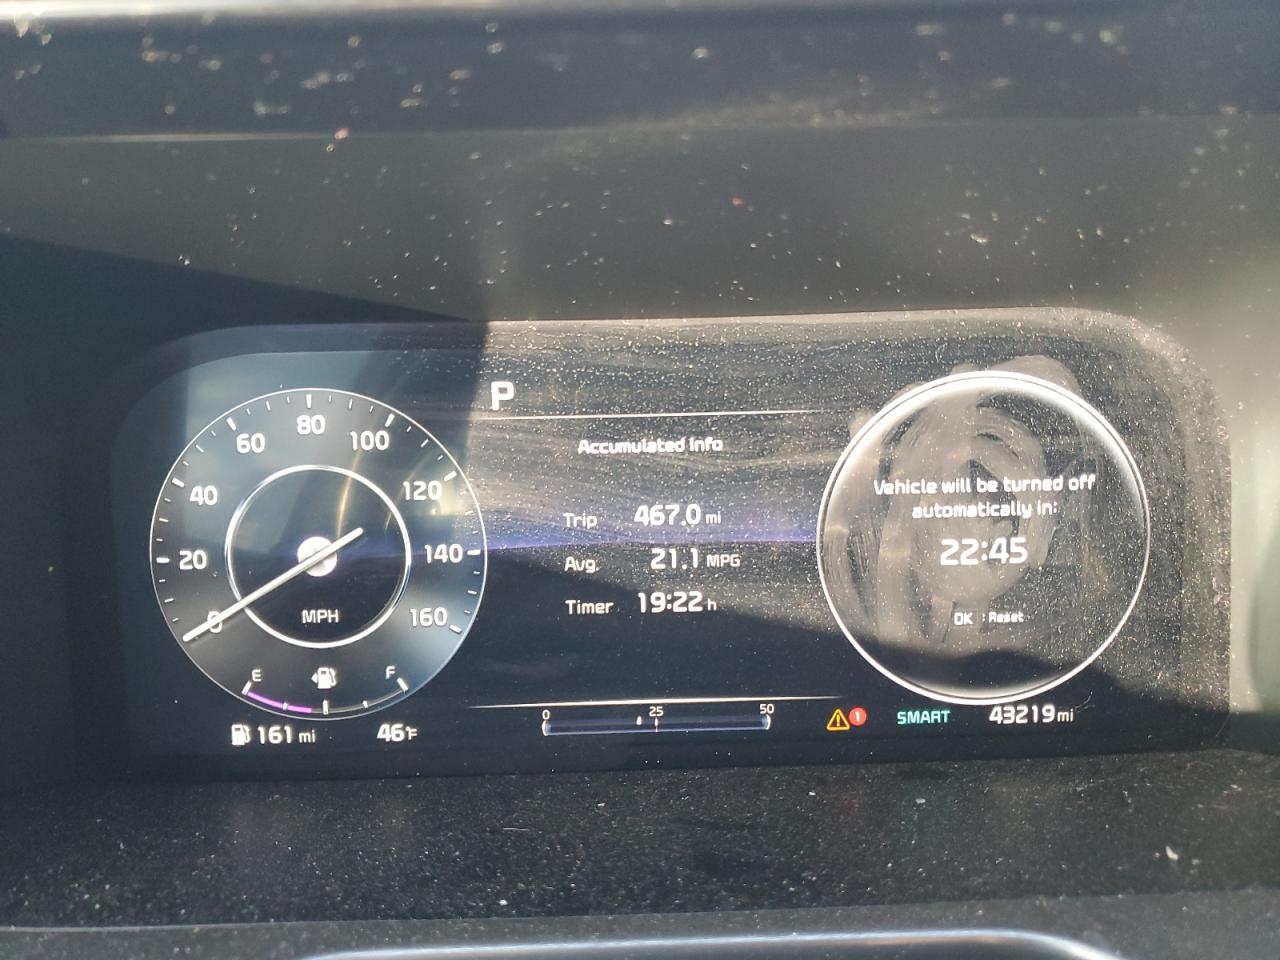 P
Accumulated Info
Trip 467.0 mi
Avg. 21.1 MPG
Timer 19:22 h
0 20 40 60 80 100 120 140 160
MPH
E F
161 mi 46°F
0 25 50
Vehicle will be turned off
automatically in:
22:45
OK : Reset
1 SMART 43219 mi